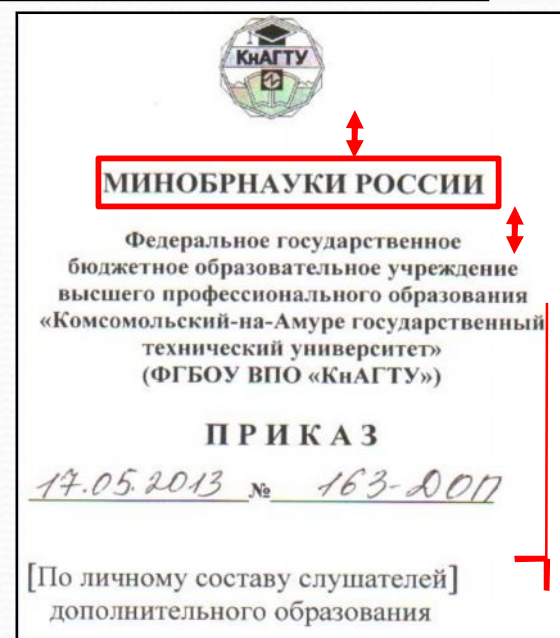 КнАГТУ
МИНОБРНАУКИ РОССИИ
Федеральное государственное
бюджетное образовательное учреждение
высшего профессионального образования
«Комсомольский-на-Амуре государственный
технический университет»
(ФГБОУ ВПО «КнАГТУ»)
ПРИКАЗ
17.05.2013 № 163-ДОП
[По личному составу слушателей]
дополнительного образования